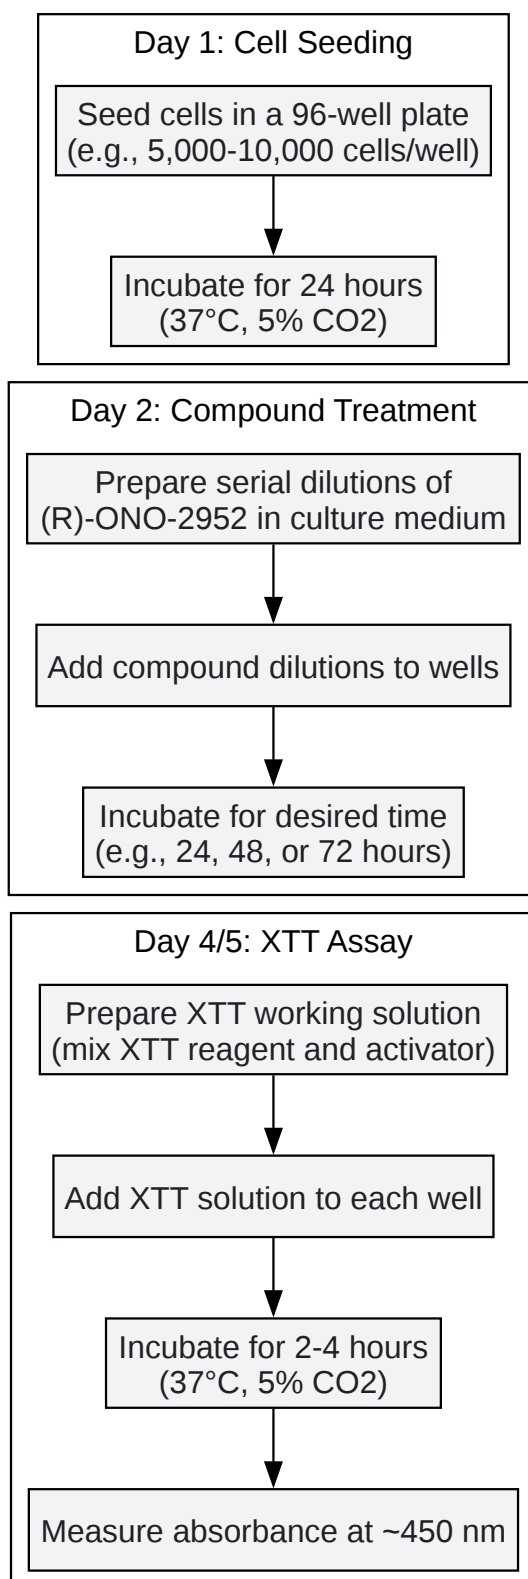 Day 1: Cell Seeding
Seed cells in a 96-well plate
(e.g., 5,000-10,000 cells/well)
Incubate for 24 hours
(37°C, 5% CO2)
Day 2: Compound Treatment
Prepare serial dilutions of
(R)-ONO-2952 in culture medium
Add compound dilutions to wells
Incubate for desired time
(e.g., 24, 48, or 72 hours)
Day 4/5: XTT Assay
Prepare XTT working solution
(mix XTT reagent and activator)
Add XTT solution to each well
Incubate for 2-4 hours
(37°C, 5% CO2)
Measure absorbance at ~450 nm